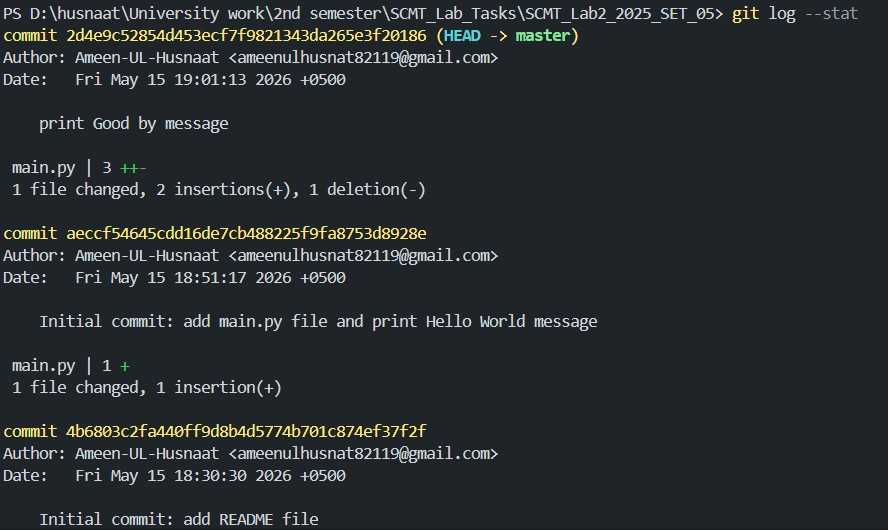 PS D:\husnaat\University work\2nd semester\SCMT_Lab_Tasks\SCMT_Lab2_2025_SET_05> git log --stat
commit 2d4e9c52854d453ecf7f9821343da265e3f20186 (HEAD -> master)
Author: Ameen-UL-Husnaat <ameenulhusnat82119@gmail.com>
Date:   Fri May 15 19:01:13 2026 +0500

    print Good by message

 main.py | 3 ++-
 1 file changed, 2 insertions(+), 1 deletion(-)

commit aeccf54645cdd16de7cb488225f9fa8753d8928e
Author: Ameen-UL-Husnaat <ameenulhusnat82119@gmail.com>
Date:   Fri May 15 18:51:17 2026 +0500

    Initial commit: add main.py file and print Hello World message

 main.py | 1 +
 1 file changed, 1 insertion(+)

commit 4b6803c2fa440ff9d8b4d5774b701c874ef37f2f
Author: Ameen-UL-Husnaat <ameenulhusnat82119@gmail.com>
Date:   Fri May 15 18:30:30 2026 +0500

    Initial commit: add README file